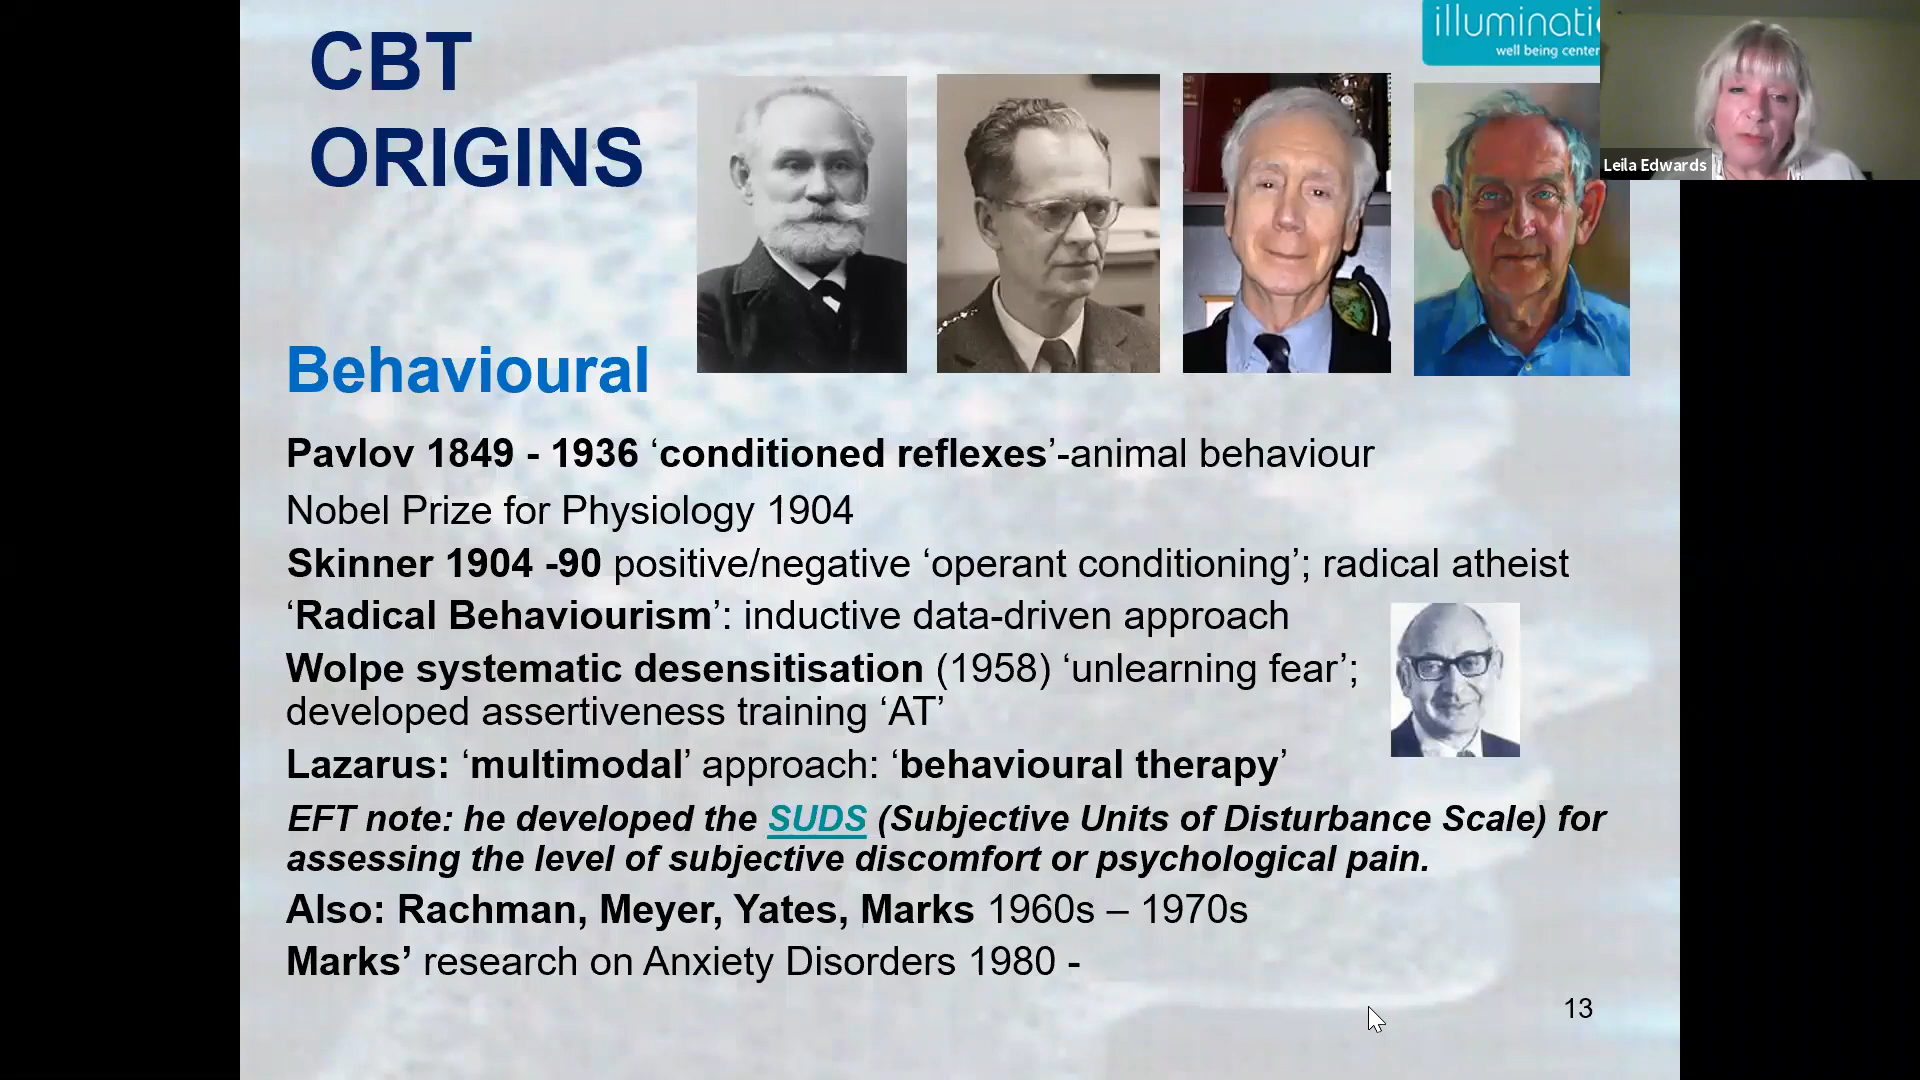 CBT
ORIGINS
illuminati
well being center
Leila Edwards
Behavioural
Pavlov 1849 - 1936 ‘conditioned reflexes’-animal behaviour
Nobel Prize for Physiology 1904
Skinner 1904 -90 positive/negative ‘operant conditioning’; radical atheist
‘Radical Behaviourism’: inductive data-driven approach
Wolpe systematic desensitisation (1958) ‘unlearning fear’;
developed assertiveness training ‘AT’
Lazarus: ‘multimodal’ approach: ‘behavioural therapy’
EFT note: he developed the SUDS (Subjective Units of Disturbance Scale) for
assessing the level of subjective discomfort or psychological pain.
Also: Rachman, Meyer, Yates, Marks 1960s – 1970s
Marks’ research on Anxiety Disorders 1980 -
13